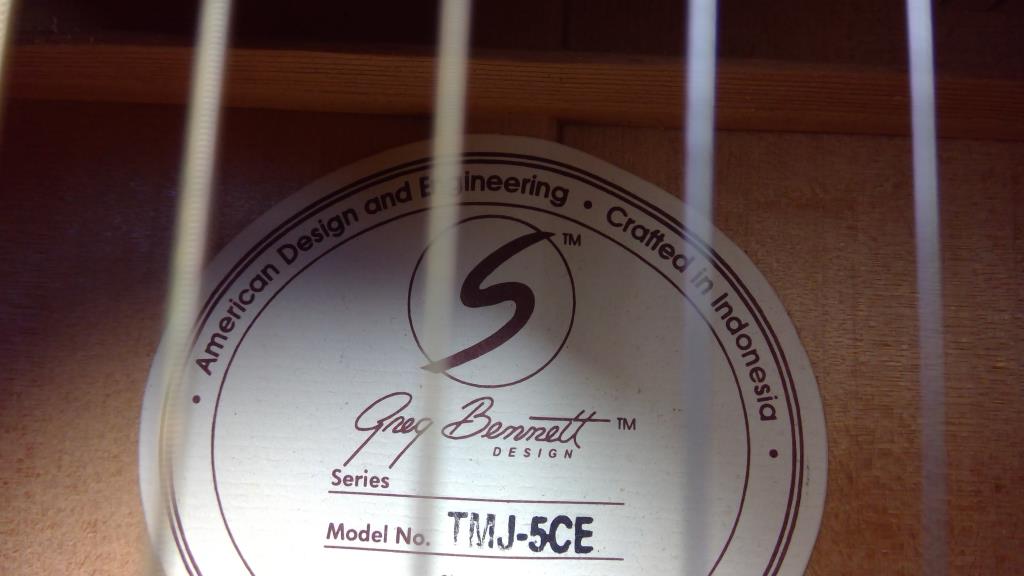 American Design and Engineering • Crafted in Indonesia
S™
Greg Bennett™
DESIGN
Series
Model No. TMJ-5CE